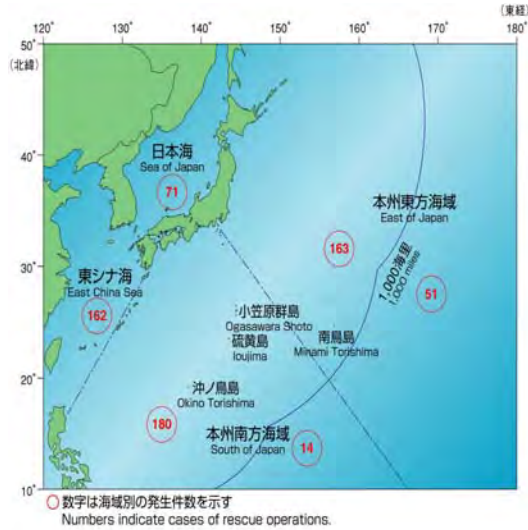 (東経)
120° 130° 140° 150° 160° 170° 180°
50°
(北緯)
40°
30°
20°
10°
日本海
Sea of Japan
71
本州東方海域
East of Japan
163
1,000海里
1,000 miles
51
東シナ海
East China Sea
162
小笠原群島
Ogasawara Shoto
硫黄島
Ioujima
南鳥島
Minami Torishima
沖ノ鳥島
Okino Torishima
180
本州南方海域
South of Japan
14
数字は海域別の発生件数を示す
Numbers indicate cases of rescue operations.